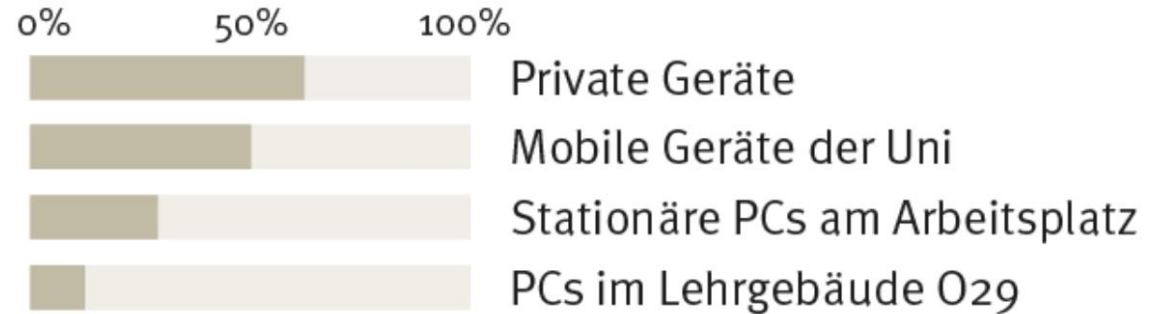 0% 50% 100%
Private Geräte
Mobile Geräte der Uni
Stationäre PCs am Arbeitsplatz
PCs im Lehrgebäude O29